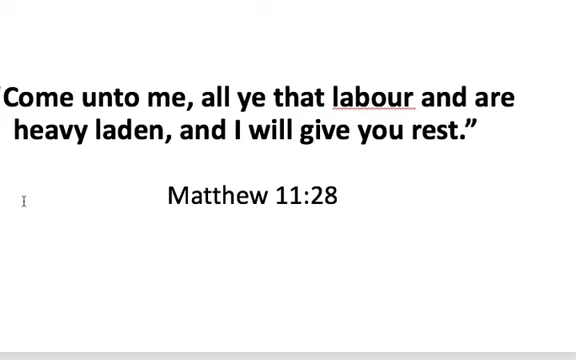 “Come unto me, all ye that labour and are
heavy laden, and I will give you rest.”
Matthew 11:28